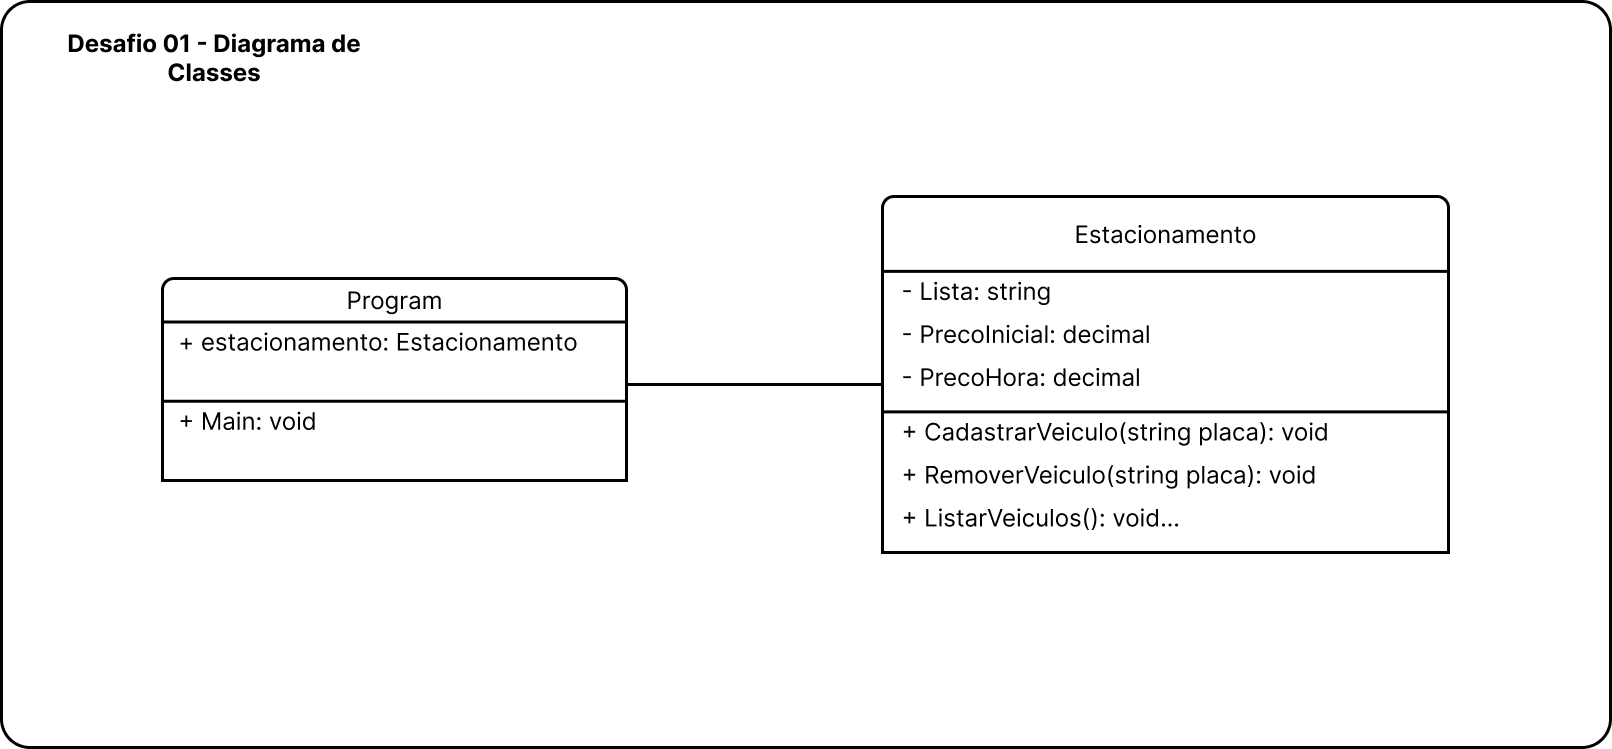 Desafio 01 - Diagrama de
Classes
Program
+ estacionamento: Estacionamento
+ Main: void
Estacionamento
- Lista: string
- PrecoInicial: decimal
- PrecoHora: decimal
+ CadastrarVeiculo(string placa): void
+ RemoverVeiculo(string placa): void
+ ListarVeiculos(): void...